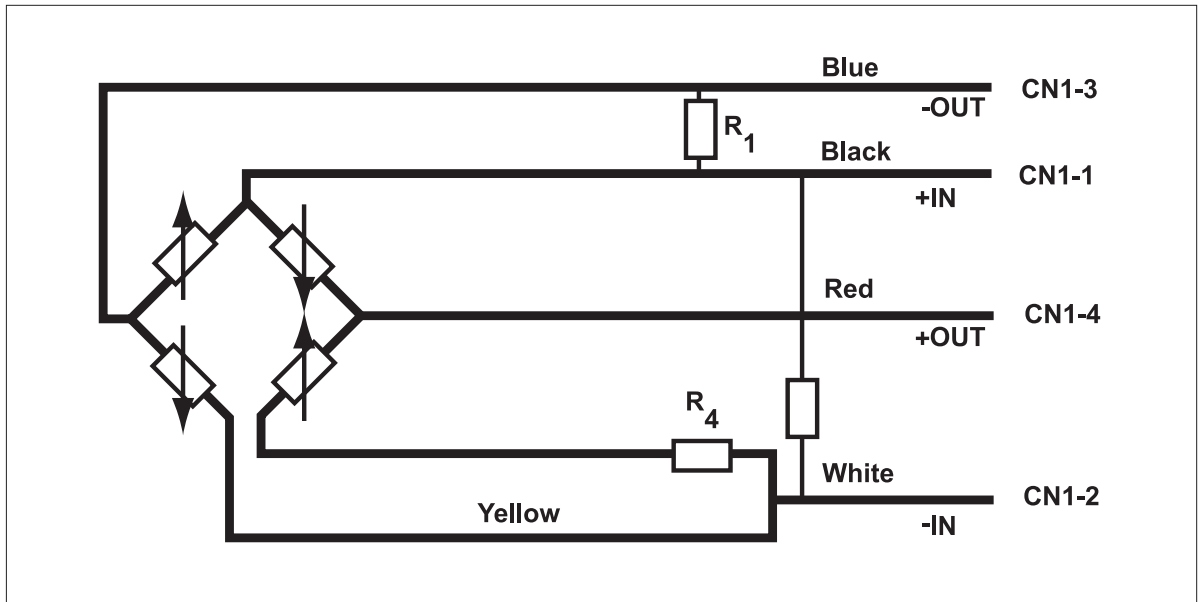 Blue
CN1-3
-OUT
R1
Black
CN1-1
+IN
Red
CN1-4
+OUT
R4
White
CN1-2
Yellow
-IN